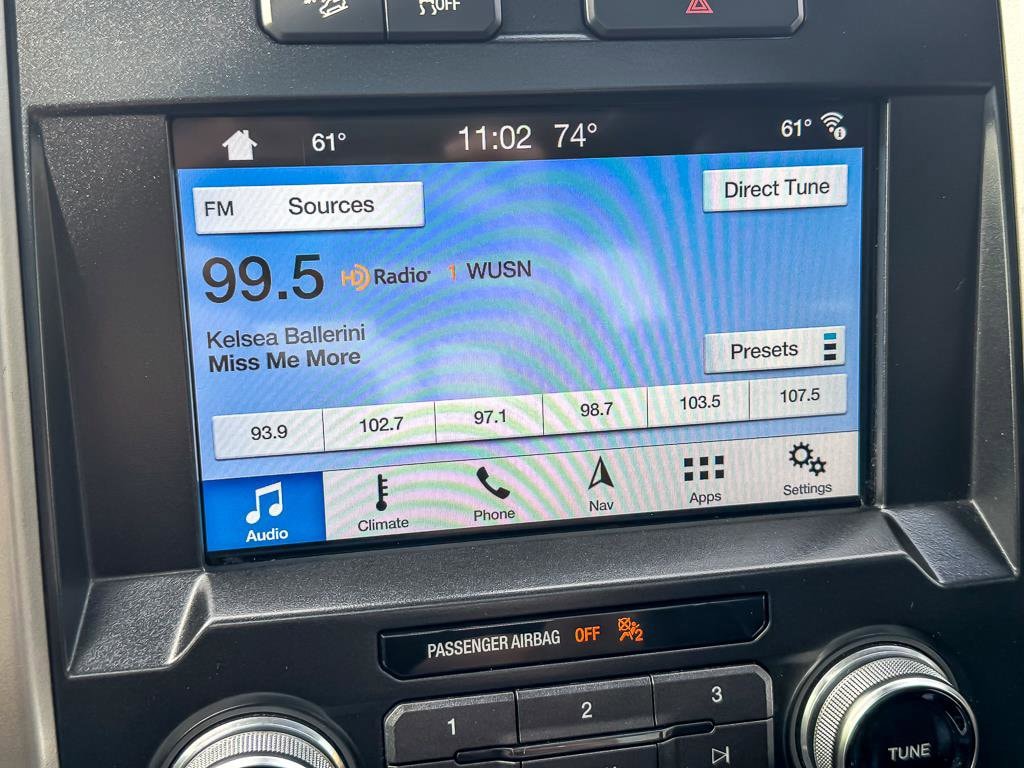 OFF
61° 11:02 74° 61°
FM Sources
Direct Tune
99.5 HD Radio 1 WUSN
Kelsea Ballerini
Miss Me More
Presets
93.9 102.7 97.1 98.7 103.5 107.5
Audio Climate Phone Nav Apps Settings
PASSENGER AIRBAG OFF 2
1 2 3
TUNE